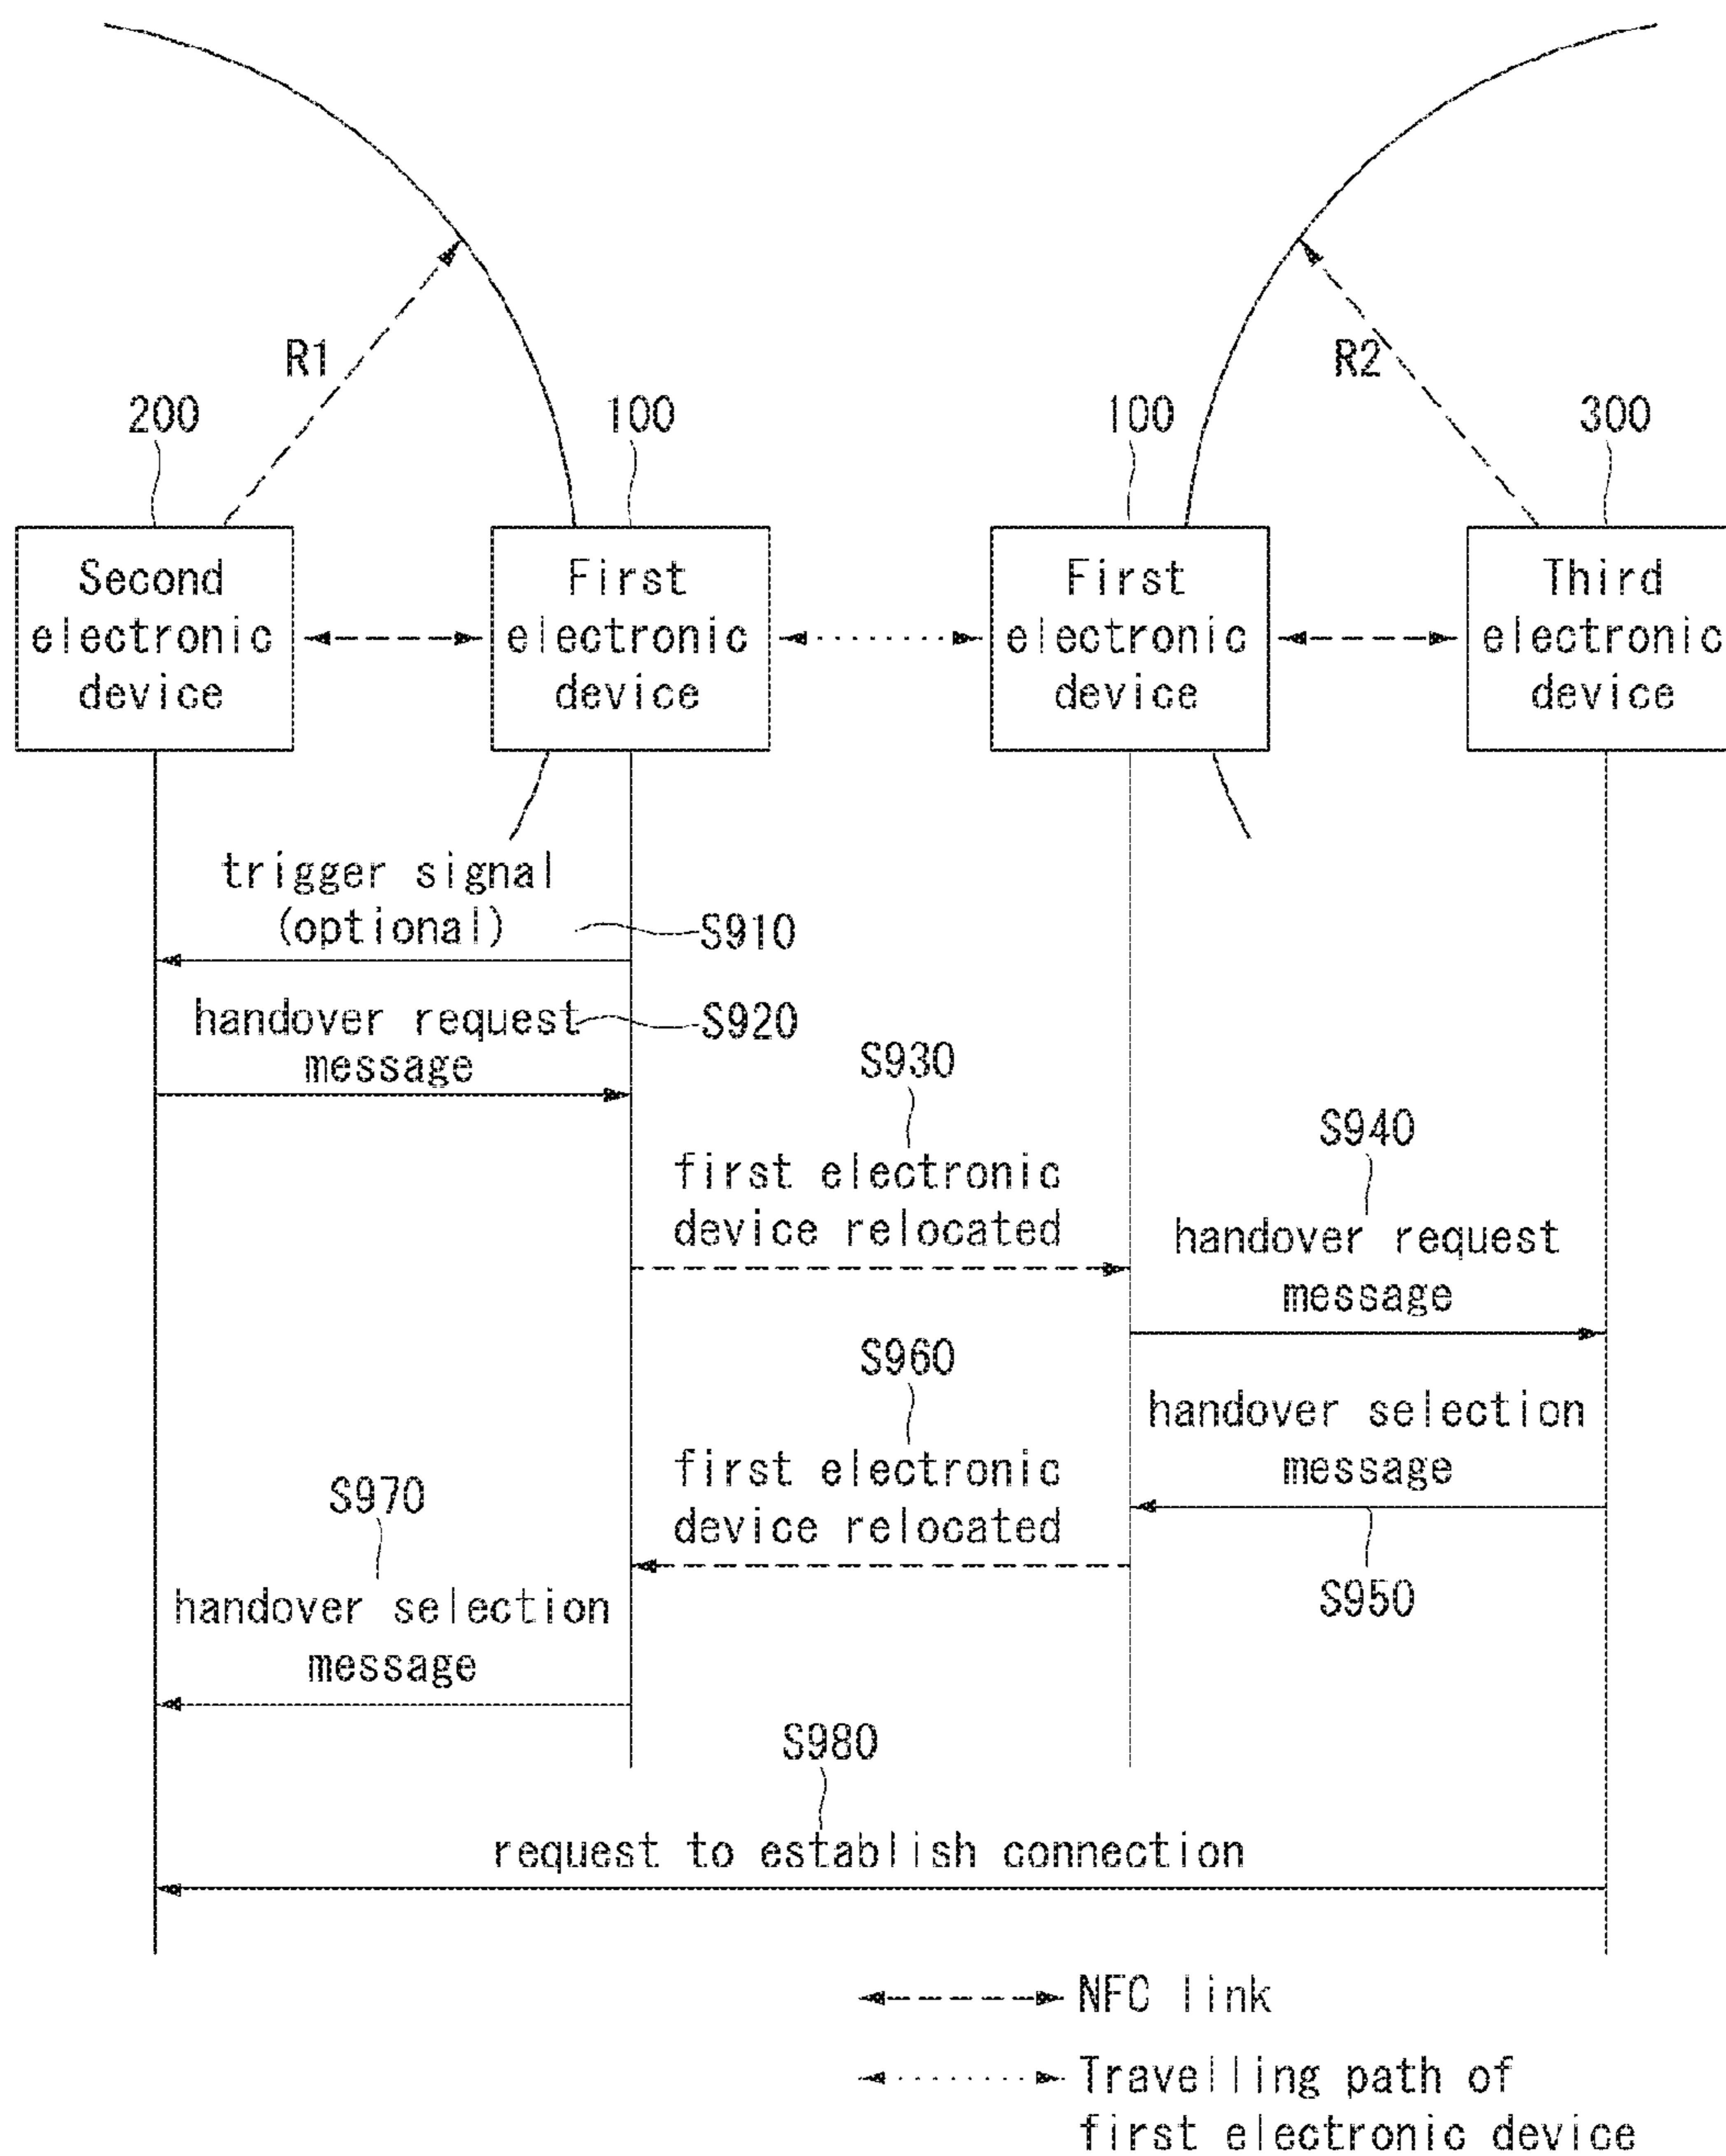 R1
R2
200
100
100
300
Second
electronic
device
First
electronic
device
First
electronic
device
Third
electronic
device
trigger signal
(optional)
S910
handover request
message
S920
S930
first electronic
device relocated
S940
handover request
message
S960
first electronic
device relocated
handover selection
message
S950
S970
handover selection
message
S980
request to establish connection
NFC link
Travelling path of
first electronic device